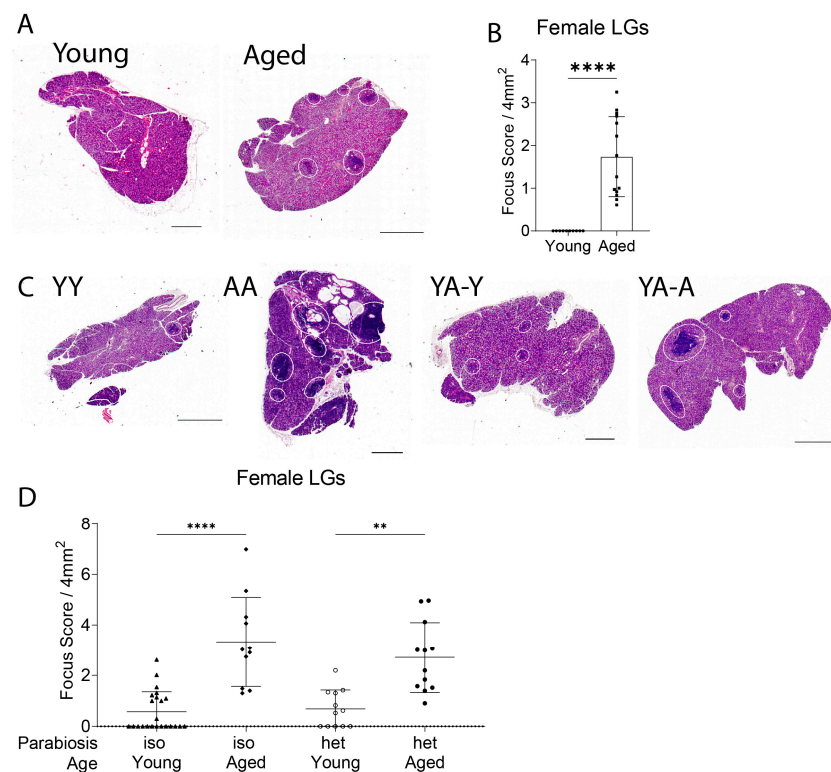 A
Young
Aged
B
Female LGs
****
Focus Score / 4mm²
4
3
2
1
0
Young Aged
C YY
AA
YA-Y
YA-A
Female LGs
D
Focus Score / 4mm²
8
6
4
2
0
****
**
Parabiosis iso iso het het
Age Young Aged Young Aged